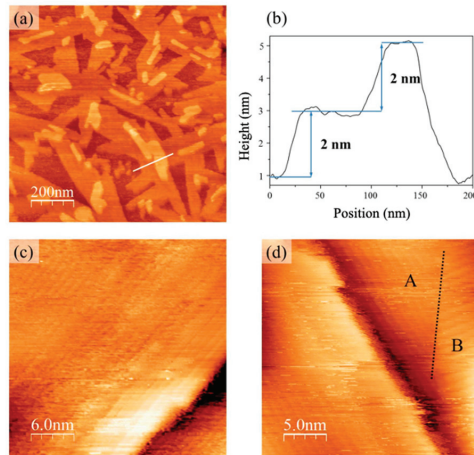 (a)
200nm
(b)
Height (nm)
5
4
3
2
1
2 nm
2 nm
0
50
100
150
200
Position (nm)
(c)
6.0nm
(d)
A
B
5.0nm